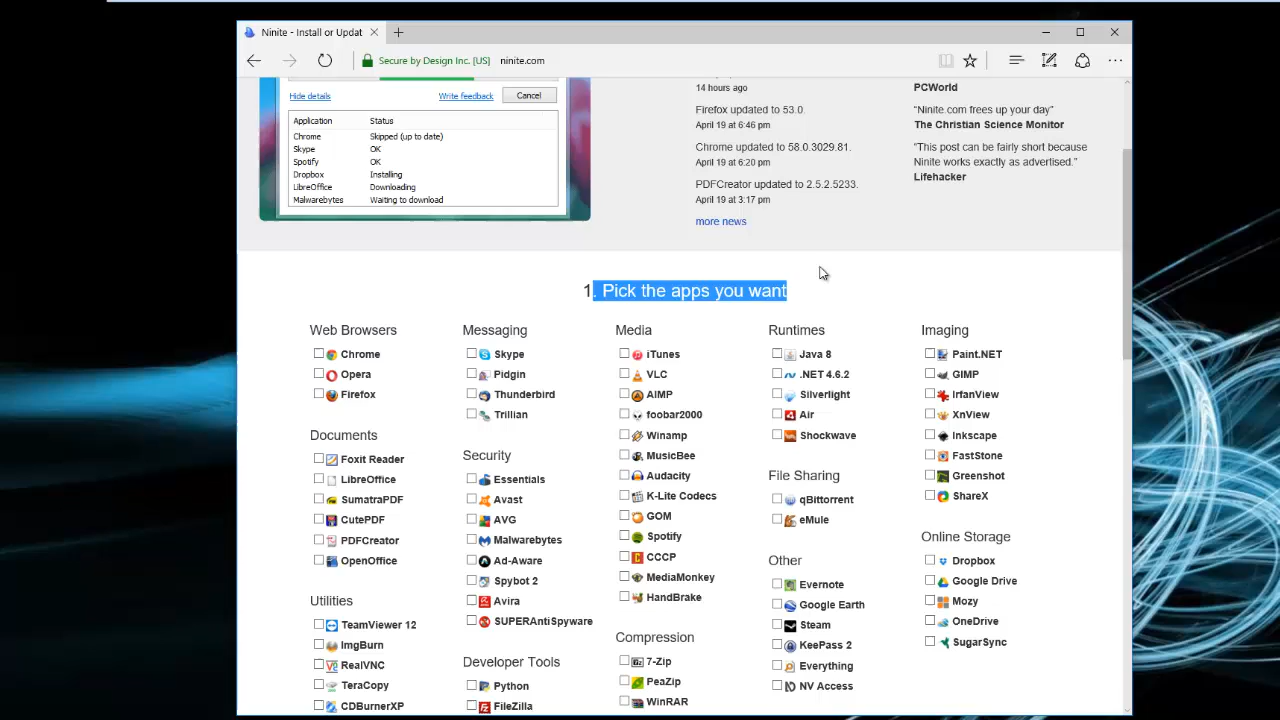 Ninite - Install or Updat
Secure by Design Inc. [US]
ninite.com
Hide details
Write feedback
Cancel
Application Status
Chrome Skipped (up to date)
Skype OK
Spotify OK
Dropbox Installing
LibreOffice Downloading
Malwarebytes Waiting to download
14 hours ago
Firefox updated to 53.0.
April 19 at 6:46 pm
Chrome updated to 58.0.3029.81.
April 19 at 6:20 pm
PDFCreator updated to 2.5.2.5233.
April 19 at 3:17 pm
more news
PCWorld
“Ninite.com frees up your day”
The Christian Science Monitor
“This post can be fairly short because
Ninite works exactly as advertised.”
Lifehacker
1. Pick the apps you want
Web Browsers
Chrome
Opera
Firefox
Documents
Foxit Reader
LibreOffice
SumatraPDF
CutePDF
PDFCreator
OpenOffice
Utilities
TeamViewer 12
ImgBurn
RealVNC
TeraCopy
CDBurnerXP
Messaging
Skype
Pidgin
Thunderbird
Trillian
Security
Essentials
Avast
AVG
Malwarebytes
Ad-Aware
Spybot 2
Avira
SUPERAntiSpyware
Developer Tools
Python
FileZilla
Media
iTunes
VLC
AIMP
foobar2000
Winamp
MusicBee
Audacity
K-Lite Codecs
GOM
Spotify
CCCP
MediaMonkey
HandBrake
Compression
7-Zip
PeaZip
WinRAR
Runtimes
Java 8
.NET 4.6.2
Silverlight
Air
Shockwave
File Sharing
qBittorrent
eMule
Other
Evernote
Google Earth
Steam
KeePass 2
Everything
NV Access
Imaging
Paint.NET
GIMP
IrfanView
XnView
Inkscape
FastStone
Greenshot
ShareX
Online Storage
Dropbox
Google Drive
Mozy
OneDrive
SugarSync